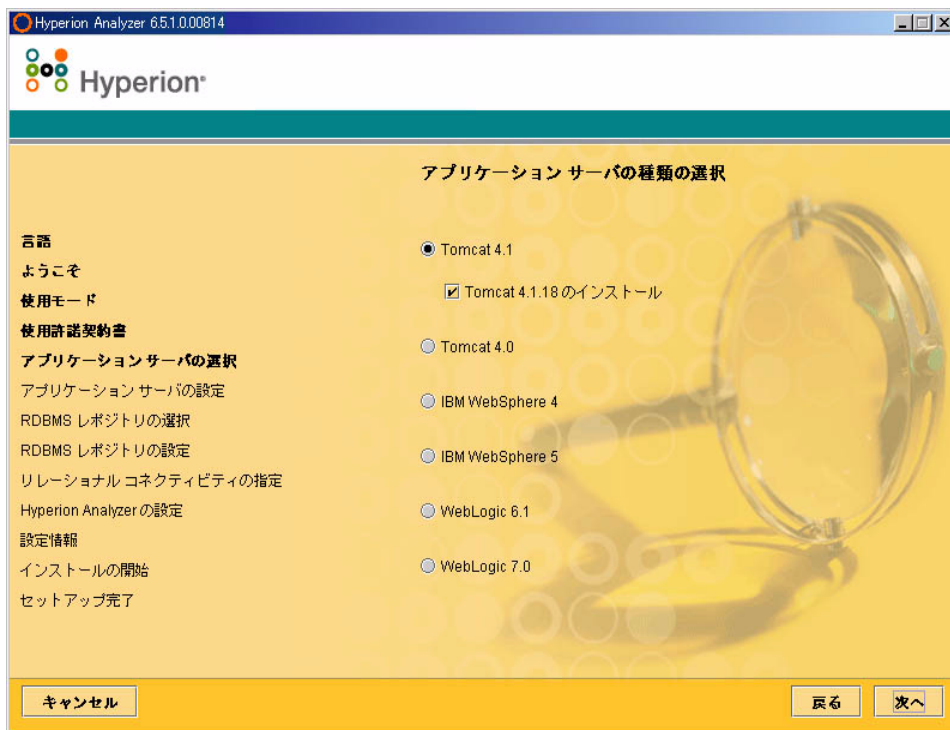 Hyperion Analyzer 6.5.1.0.00814
Hyperion
アプリケーション サーバの種類の選択
言語
ようこそ
使用モード
使用許諾契約書
アプリケーション サーバの選択
アプリケーション サーバの設定
RDBMS レポジトリの選択
RDBMS レポジトリの設定
リレーショナル コネクティビティの指定
Hyperion Analyzer の設定
設定情報
インストールの開始
セットアップ完了
Tomcat 4.1
Tomcat 4.1.18 のインストール
Tomcat 4.0
IBM WebSphere 4
IBM WebSphere 5
WebLogic 6.1
WebLogic 7.0
キャンセル
戻る
次へ